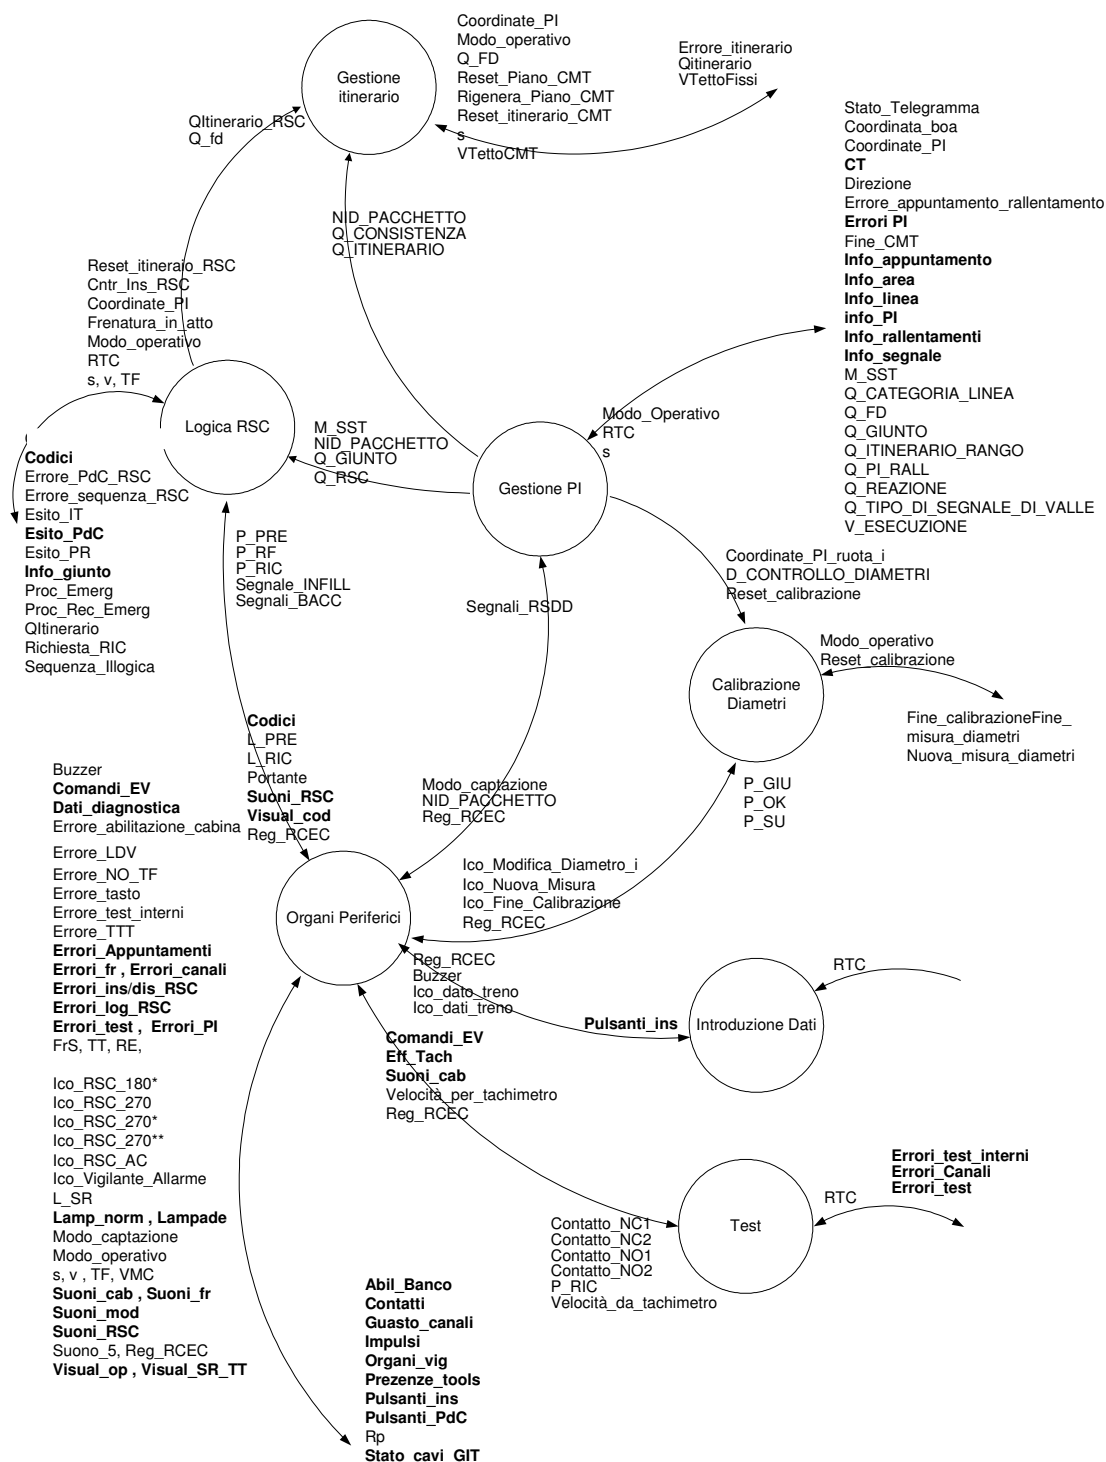 Coordinate_PI
Modo_operativo
Q_FD
Reset_Piano_CMT
Rigenera_Piano_CMT
Reset_itinerario_CMT
s
VTettoCMT
Errore_itinerario
Qitinerario
VTettoFissi
Gestione
itinerario
QItinerario_RSC
Q_fd
Stato_Telegramma
Coordinata_boa
Coordinate_PI
CT
Direzione
Errore_appuntamento_rallentamento
Errori PI
Fine_CMT
Info_appuntamento
Info_area
Info_linea
info_PI
Info_rallentamenti
Info_segnale
M_SST
Q_CATEGORIA_LINEA
Q_FD
Q_GIUNTO
Q_ITINERARIO_RANGO
Q_PI_RALL
Q_REAZIONE
Q_TIPO_DI_SEGNALE_DI_VALLE
V_ESECUZIONE
NID_PACCHETTO
Q_CONSISTENZA
Q_ITINERARIO
Reset_itineraio_RSC
Cntr_Ins_RSC
Coordinate_PI
Frenatura_in_atto
Modo_operativo
RTC
s, v, TF
Logica RSC
M_SST
NID_PACCHETTO
Q_GIUNTO
Q_RSC
Modo_Operativo
RTC
s
Gestione PI
Codici
Errore_PdC_RSC
Errore_sequenza_RSC
Esito_IT
Esito_PdC
Esito_PR
Info_giunto
Proc_Emerg
Proc_Rec_Emerg
QItinerario
Richiesta_RIC
Sequenza_Illogica
P_PRE
P_RF
P_RIC
Segnale_INFILL
Segnali_BACC
Segnali_RSDD
Coordinate_PI_ruota_i
D_CONTROLLO_DIAMETRI
Reset_calibrazione
Calibrazione
Diametri
Modo_operativo
Reset_calibrazione
Fine_calibrazioneFine_
misura_diametri
Nuova_misura_diametri
Codici
L_PRE
L_RIC
Portante
Suoni_RSC
Visual_cod
Reg_RCEC
Modo_captazione
NID_PACCHETTO
Reg_RCEC
P_GIU
P_OK
P_SU
Buzzer
Comandi_EV
Dati_diagnostica
Errore_abilitazione_cabina
Errore_LDV
Errore_NO_TF
Errore_tasto
Errore_test_interni
Errore_TTT
Errori_Appuntamenti
Errori_fr , Errori_canali
Errori_ins/dis_RSC
Errori_log_RSC
Errori_test ,  Errori_PI
FrS, TT, RE,
Ico_RSC_180*
Ico_RSC_270
Ico_RSC_270*
Ico_RSC_270**
Ico_RSC_AC
Ico_Vigilante_Allarme
L_SR
Lamp_norm , Lampade
Modo_captazione
Modo_operativo
s, v , TF, VMC
Suoni_cab , Suoni_fr
Suoni_mod
Suoni_RSC
Suono_5, Reg_RCEC
Visual_op , Visual_SR_TT
Organi Periferici
Ico_Modifica_Diametro_i
Ico_Nuova_Misura
Ico_Fine_Calibrazione
Reg_RCEC
Reg_RCEC
Buzzer
Ico_dato_treno
Ico_dati_treno
Pulsanti_ins
Introduzione Dati
RTC
Comandi_EV
Eff_Tach
Suoni_cab
Velocità_per_tachimetro
Reg_RCEC
Contatto_NC1
Contatto_NC2
Contatto_NO1
Contatto_NO2
P_RIC
Velocità_da_tachimetro
Test
RTC
Errori_test_interni
Errori_Canali
Errori_test
Abil_Banco
Contatti
Guasto_canali
Impulsi
Organi_vig
Prezenze_tools
Pulsanti_ins
Pulsanti_PdC
Rp
Stato_cavi_GIT